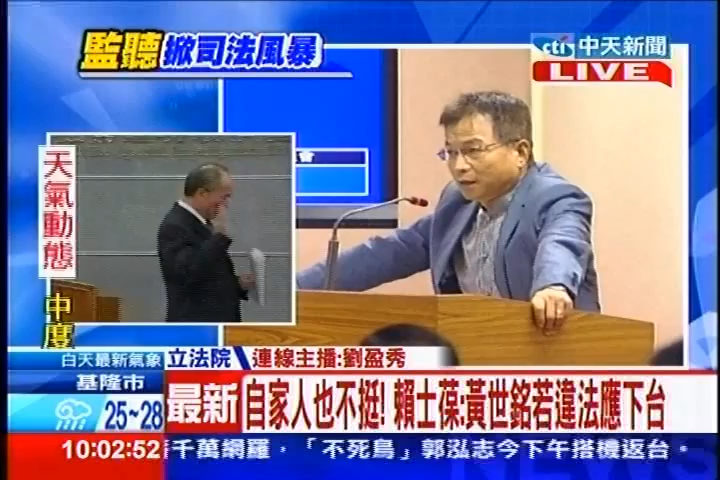 監聽掀司法風暴
cti 中天新聞
LIVE
會
天氣動態
中度
白天最新氣象
立法院
連線主播:劉盈秀
基隆市
25~28
最新
自家人也不挺! 賴士葆:黃世銘若違法應下台
10:02:52
千萬網羅，「不死鳥」郭泓志今下午搭機返台。
NEWS